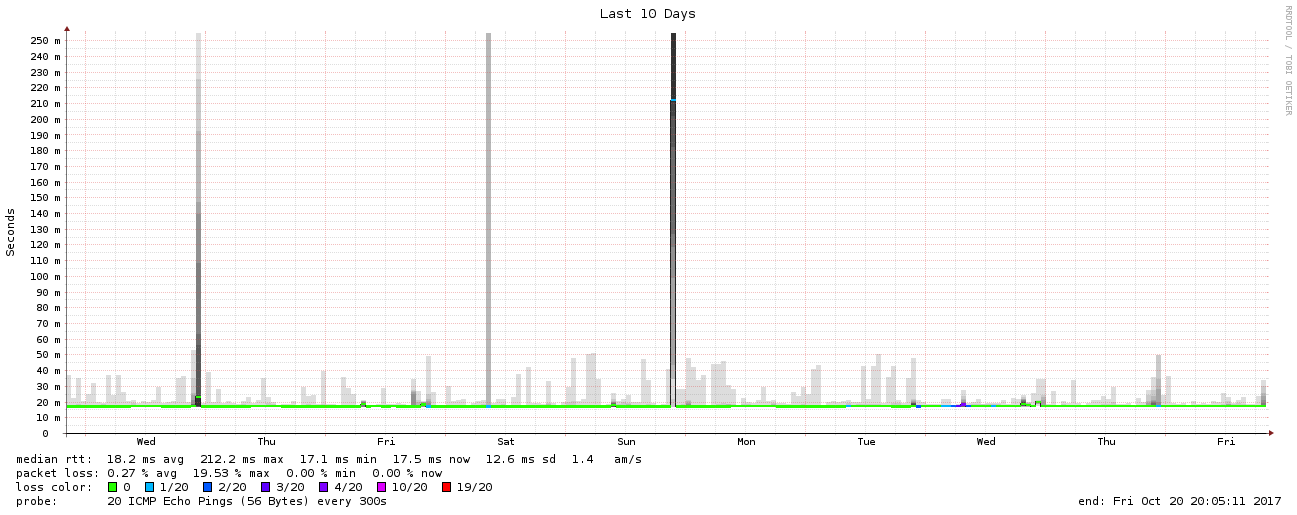 Last 10 Days
RRDTOOL / TOBI OETIKER
Seconds
250 m
240 m
230 m
220 m
210 m
200 m
190 m
180 m
170 m
160 m
150 m
140 m
130 m
120 m
110 m
100 m
90 m
80 m
70 m
60 m
50 m
40 m
30 m
20 m
10 m
0
Wed Thu Fri Sat Sun Mon Tue Wed Thu Fri
median rtt: 18.2 ms avg 212.2 ms max 17.1 ms min 17.5 ms now 12.6 ms sd 1.4 am/s
packet loss: 0.27 % avg 19.53 % max 0.00 % min 0.00 % now
loss color: 0 1/20 2/20 3/20 4/20 10/20 19/20
probe: 20 ICMP Echo Pings (56 Bytes) every 300s end: Fri Oct 20 20:05:11 2017